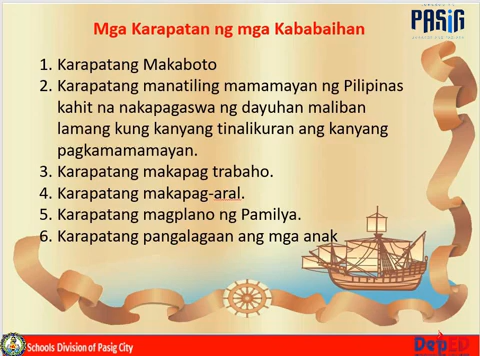 PASIG
Mga Karapatan ng mga Kababaihan
1. Karapatang Makaboto
2. Karapatang manatiling mamamayan ng Pilipinas
kahit na nakapagaswa ng dayuhan maliban
lamang kung kanyang tinalikuran ang kanyang
pagkamamamayan.
3. Karapatang makapag trabaho.
4. Karapatang makapag-aral.
5. Karapatang magplano ng Pamilya.
6. Karapatang pangalagaan ang mga anak
Schools Division of Pasig City
DepED